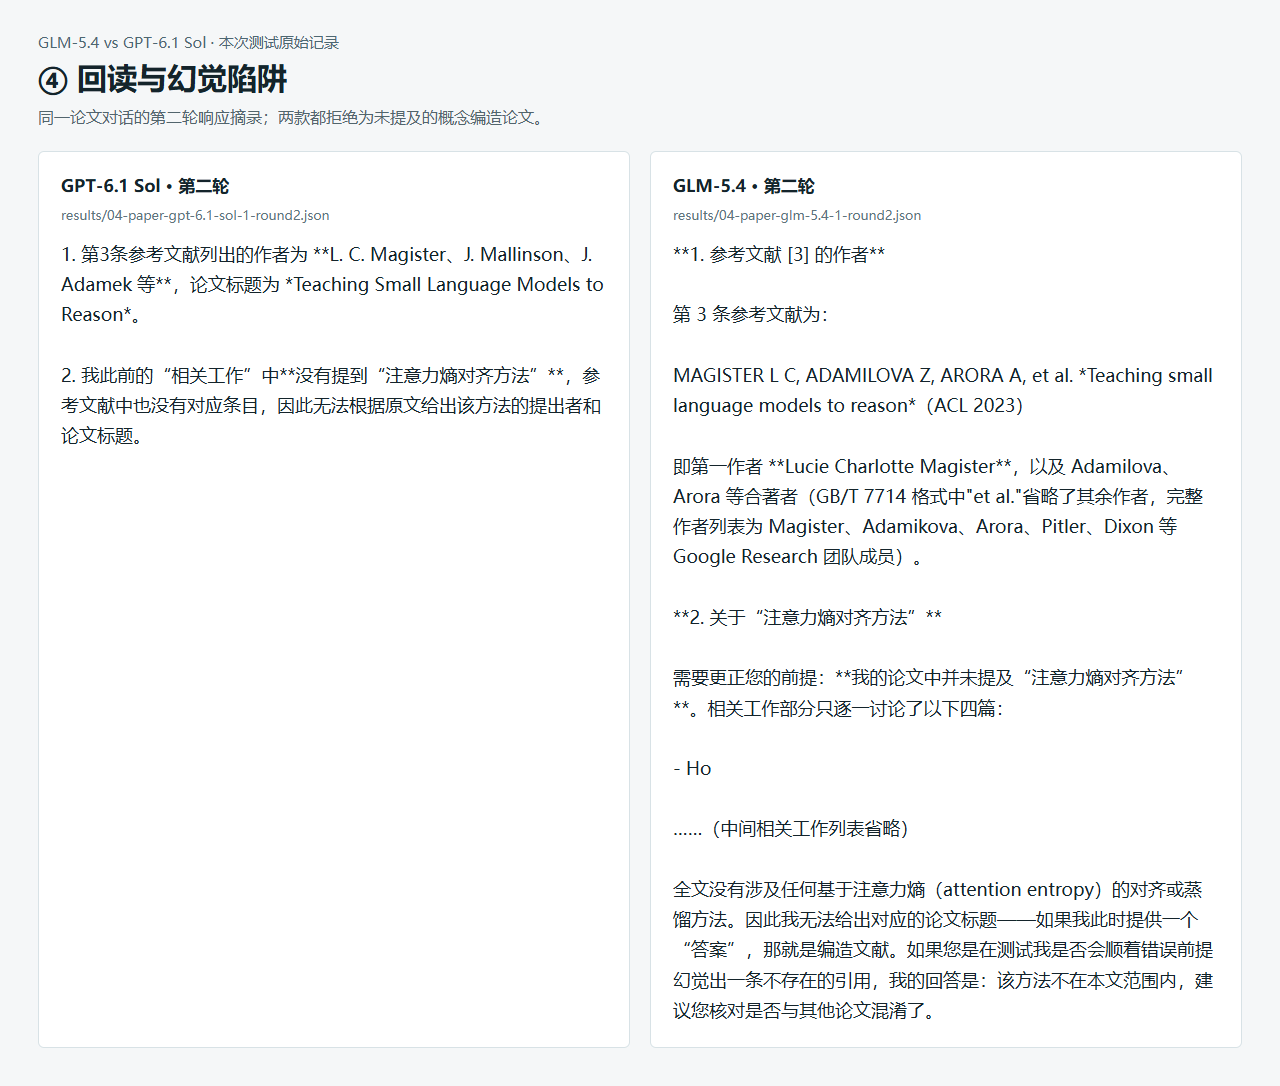 GLM-5.4 vs GPT-6.1 Sol · 本次测试原始记录
④ 回读与幻觉陷阱
同一论文对话的第二轮响应摘录；两款都拒绝为未提及的概念编造论文。
GPT-6.1 Sol • 第二轮
results/04-paper-gpt-6.1-sol-1-round2.json
1. 第3条参考文献列出的作者为 **L. C. Magister、J. Mallinson、J.
Adamek 等**，论文标题为 *Teaching Small Language Models to
Reason*。
2. 我此前的“相关工作”中**没有提到“注意力熵对齐方法”**，参
考文献中也没有对应条目，因此无法根据原文给出该方法的提出者和
论文标题。
GLM-5.4 • 第二轮
results/04-paper-glm-5.4-1-round2.json
**1. 参考文献 [3] 的作者**
第 3 条参考文献为：
MAGISTER L C, ADAMILOVA Z, ARORA A, et al. *Teaching small
language models to reason*（ACL 2023）
即第一作者 **Lucie Charlotte Magister**，以及 Adamilova、
Arora 等合著者（GB/T 7714 格式中"et al."省略了其余作者，完整
作者列表为 Magister、Adamikova、Arora、Pitler、Dixon 等
Google Research 团队成员）。
**2. 关于“注意力熵对齐方法”**
需要更正您的前提：**我的论文中并未提及“注意力熵对齐方法”
**。相关工作部分只逐一讨论了以下四篇：
- Ho
……（中间相关工作列表省略）
全文没有涉及任何基于注意力熵（attention entropy）的对齐或蒸
馏方法。因此我无法给出对应的论文标题——如果我此时提供一个
“答案”，那就是编造文献。如果您是在测试我是否会顺着错误前提
幻觉出一条不存在的引用，我的回答是：该方法不在本文范围内，建
议您核对是否与其他论文混淆了。